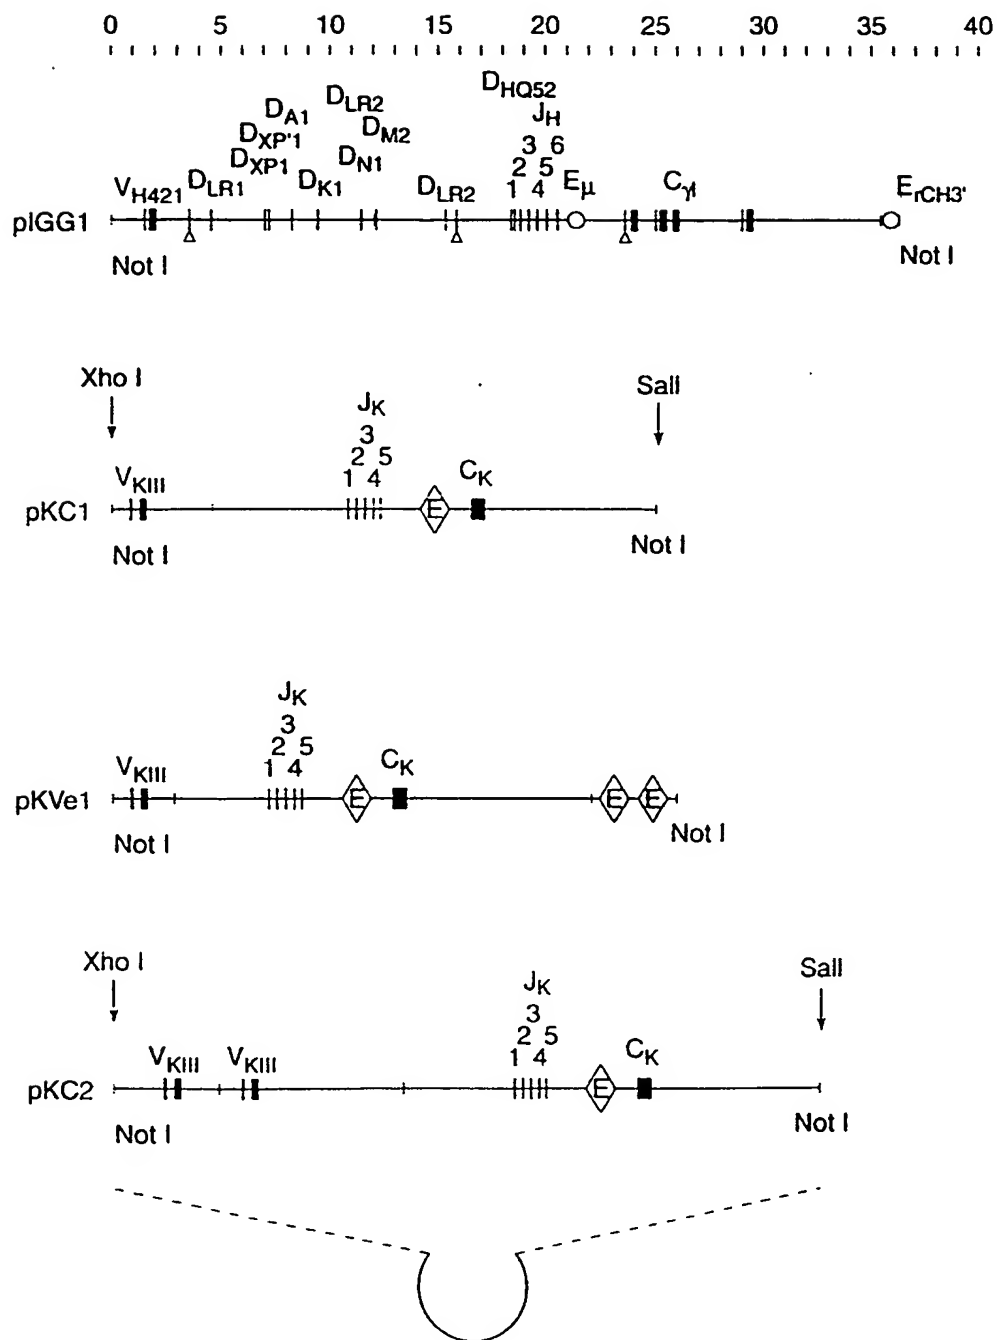 0 5 10 15 20 25 30 35 40
DHQ52
DA1 DLR2 JH
DXP'1 DM2 3 6
DXP1 DN1 2 5
VH421 DLR1 DK1 DLR2 1 4 Eμ CγI ErCH3'
pIGG1
Not I Not I
Xho I SalI
JK
3
2 5
VKIII 1 4 CK
pKC1 E
Not I Not I
JK
3
2 5
VKIII 1 4 CK
pKVe1 E E E
Not I Not I
Xho I SalI
JK
3
2 5
VKIII VKIII 1 4 CK
pKC2 E
Not I Not I